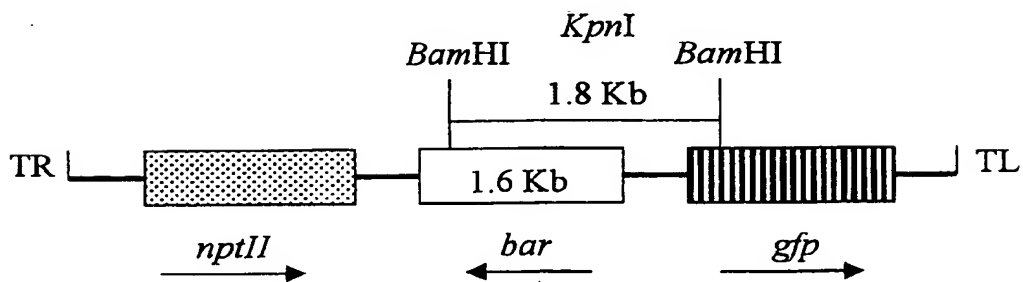 KpnI
BamHI BamHI
1.8 Kb
TR TL
1.6 Kb
nptII bar gfp